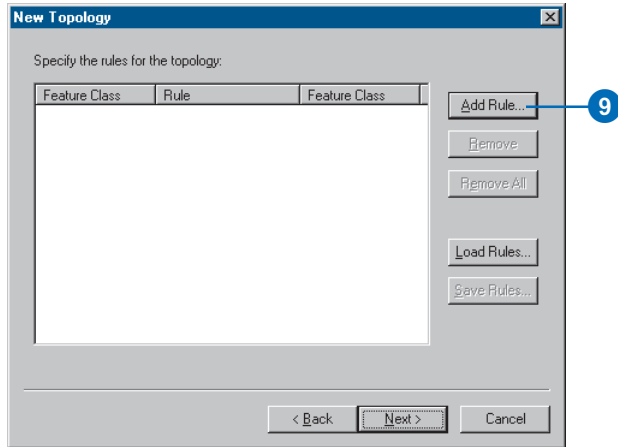 New Topology
Specify the rules for the topology:
Feature Class Rule Feature Class
Add Rule...
9
Remove
Remove All
Load Rules...
Save Rules...
< Back Next > Cancel